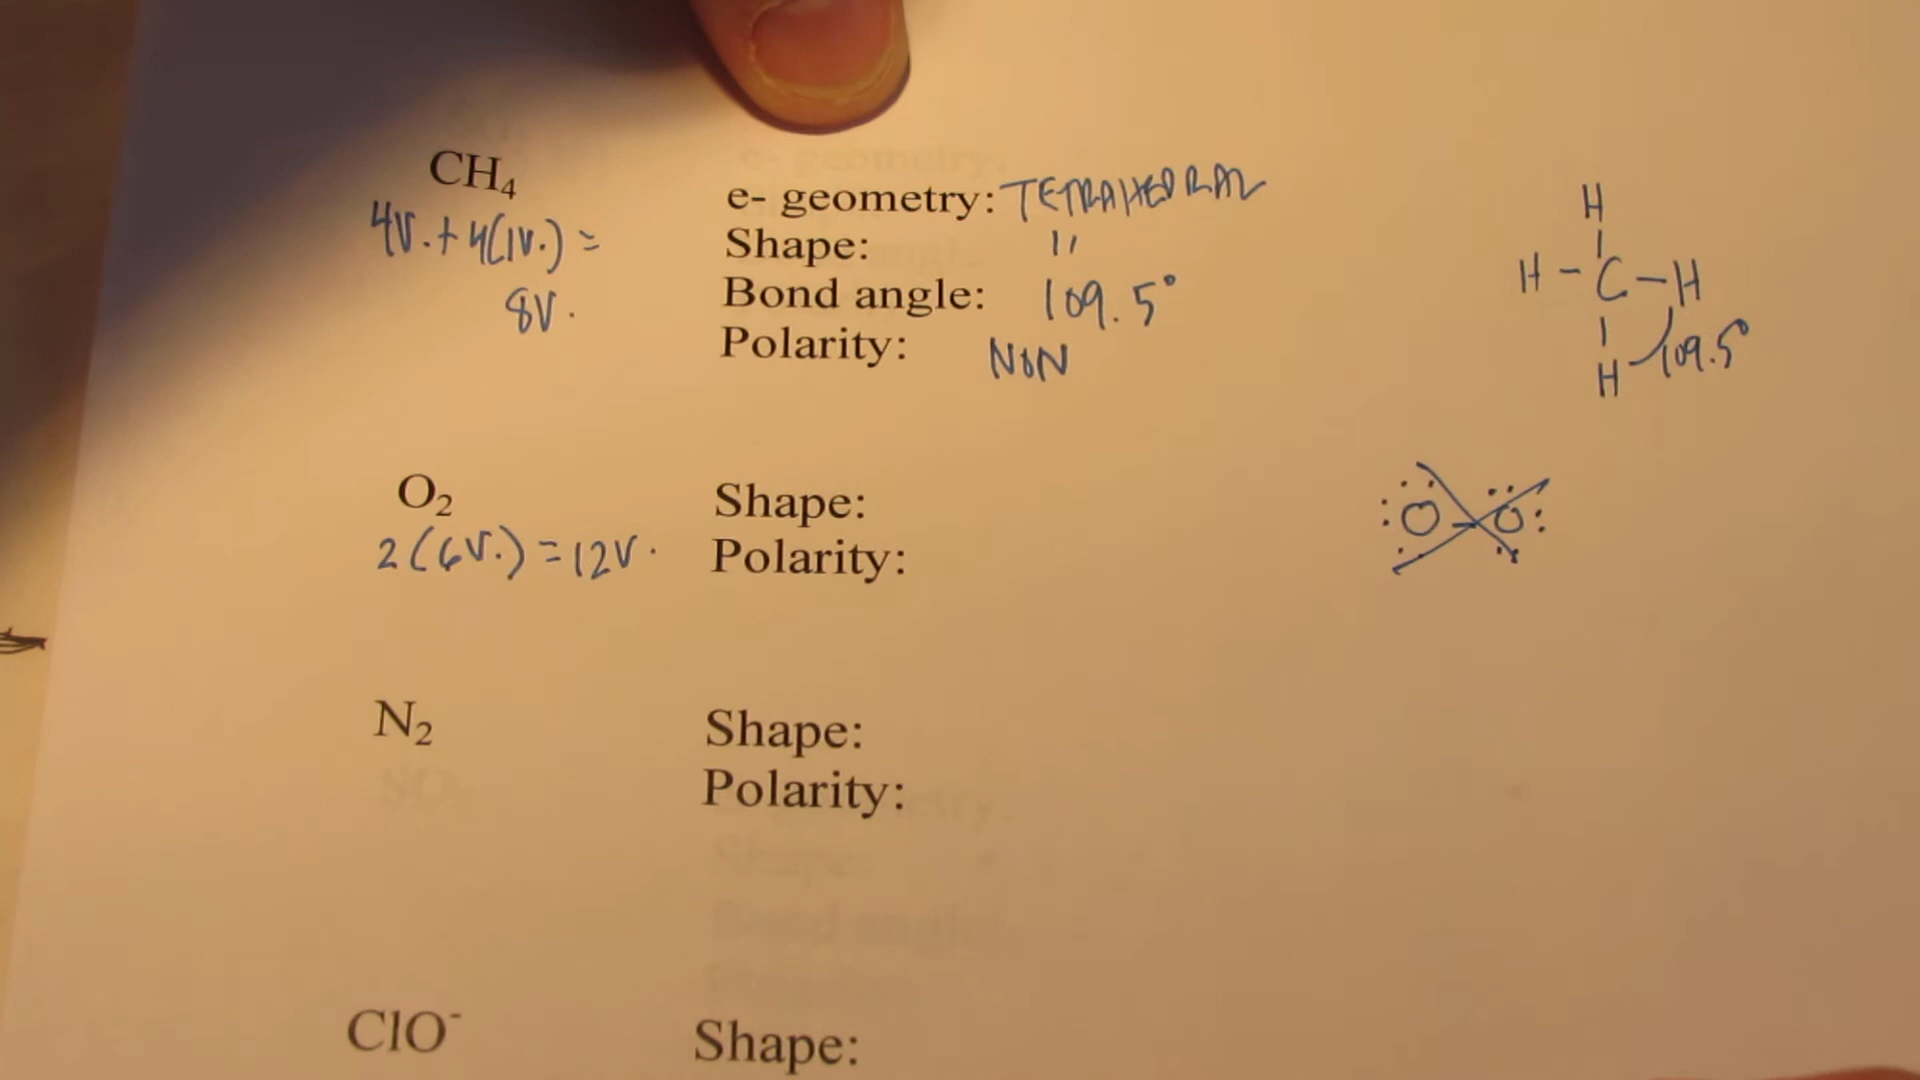 CH₄
4V. + 4(1V.) =
8V.
e- geometry: TETRAHEDRAL
Shape: 〃
Bond angle: 109.5°
Polarity: NON
H
H - C - H
H 109.5°
O₂
2(6V.) = 12V.
Shape:
Polarity:
:O - O:
N₂
Shape:
Polarity:
ClO⁻
Shape: